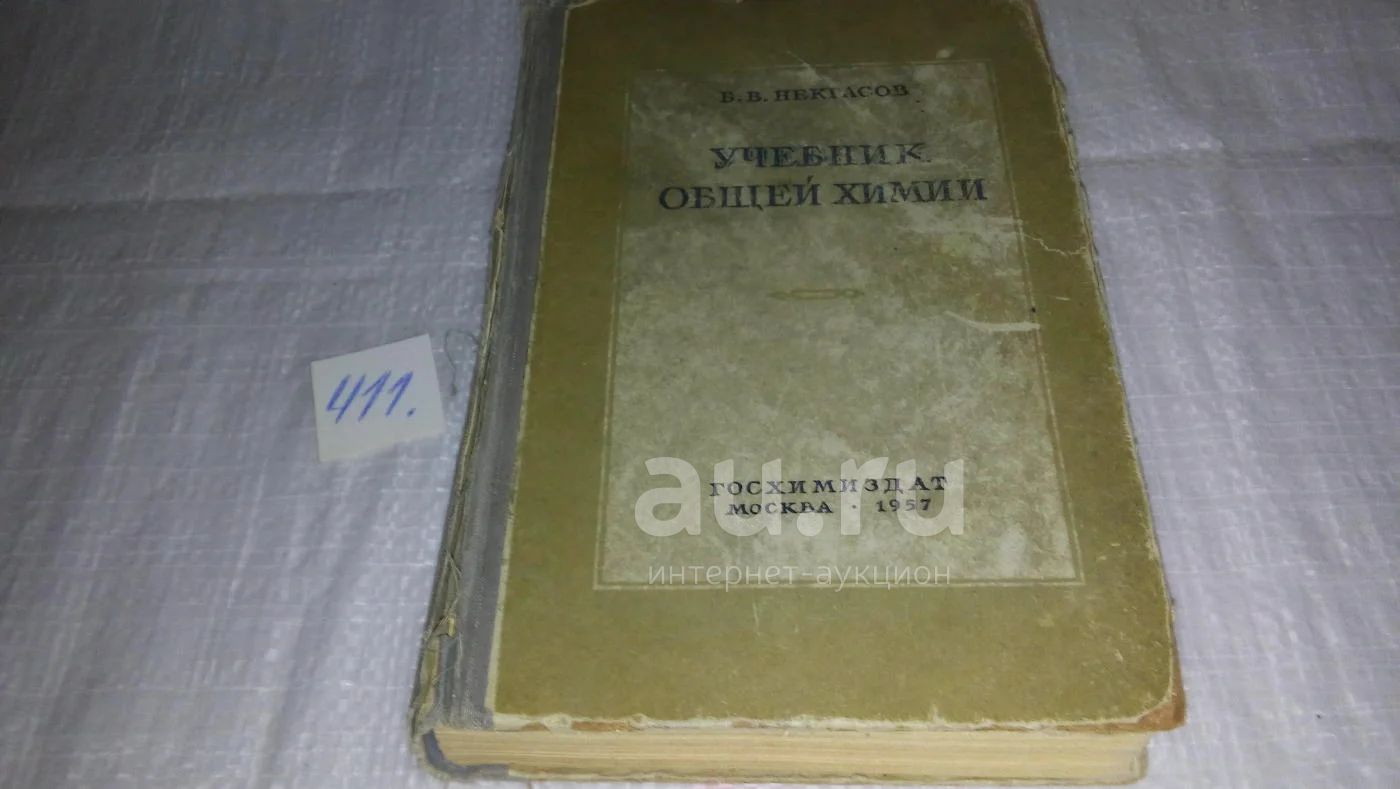 Б. В. НЕКРАСОВ
УЧЕБНИК
ОБЩЕЙ ХИМИИ
411.
ГОСХИМИЗДАТ
МОСКВА · 1957
au.ru
интернет-аукцион